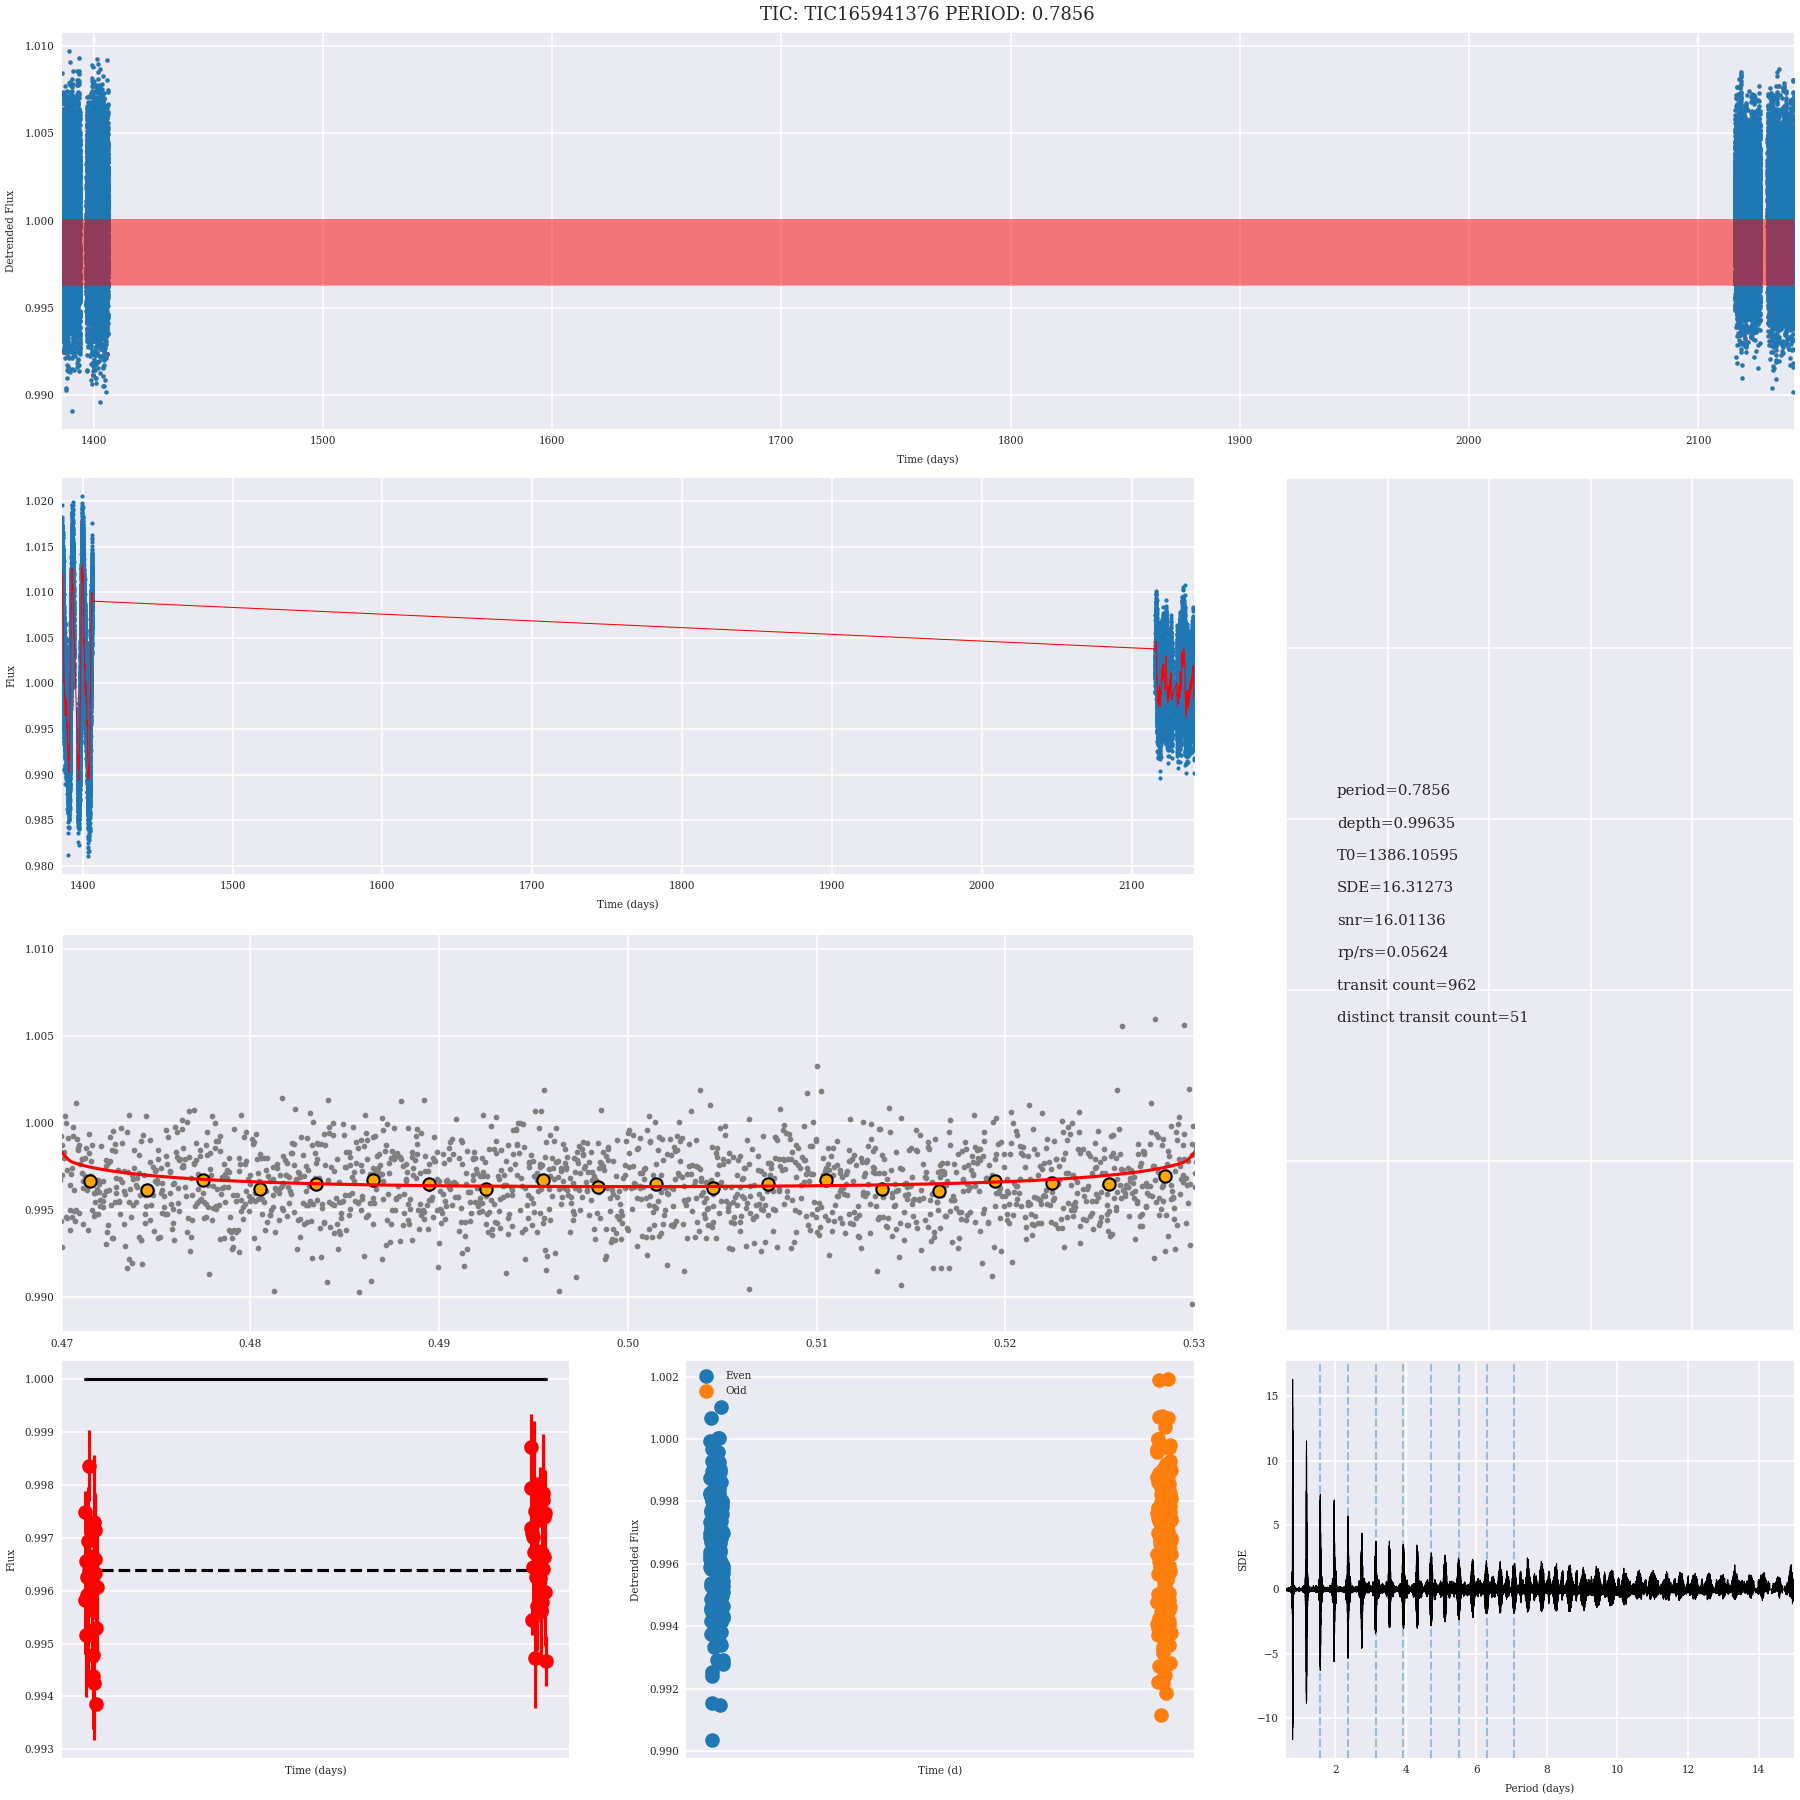 TIC: TIC165941376 PERIOD: 0.7856
1.010
1.005
1.000
0.995
0.990
Detrended Flux
1400 1500 1600 1700 1800 1900 2000 2100
Time (days)
1.020
1.015
1.010
1.005
1.000
0.995
0.990
0.985
0.980
Flux
1400 1500 1600 1700 1800 1900 2000 2100
Time (days)
period=0.7856
depth=0.99635
T0=1386.10595
SDE=16.31273
snr=16.01136
rp/rs=0.05624
transit count=962
distinct transit count=51
1.010
1.005
1.000
0.995
0.990
0.47 0.48 0.49 0.50 0.51 0.52 0.53
1.000
0.999
0.998
0.997
0.996
0.995
0.994
0.993
Flux
Time (days)
Even
Odd
1.002
1.000
0.998
0.996
0.994
0.992
0.990
Detrended Flux
Time (d)
15
10
5
0
−5
−10
SDE
2 4 6 8 10 12 14
Period (days)